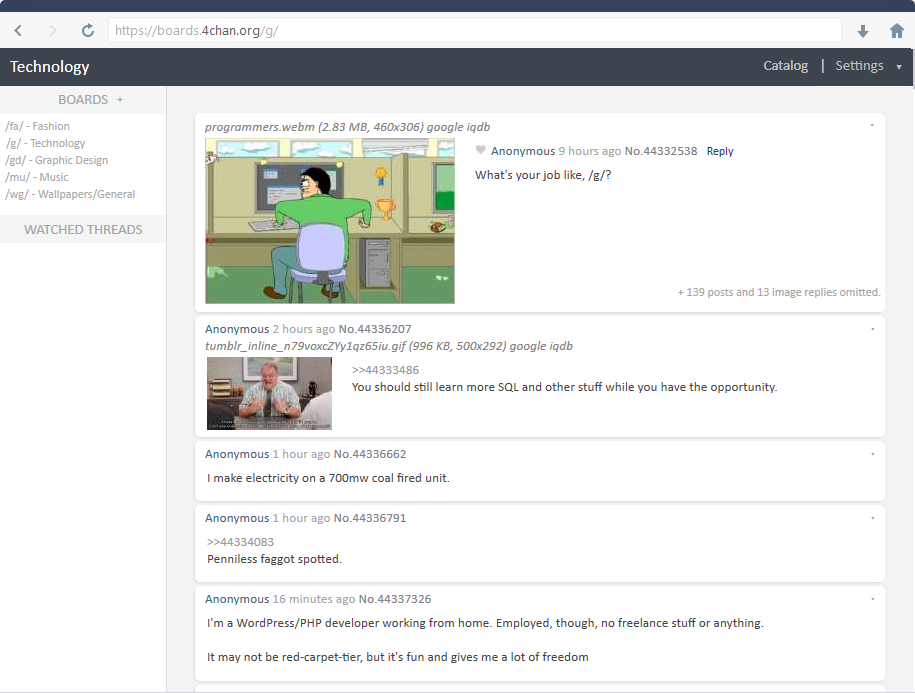 https://boards.4chan.org/g/
Technology
Catalog | Settings
BOARDS +
/fa/ - Fashion
/g/ - Technology
/gd/ - Graphic Design
/mu/ - Music
/wg/ - Wallpapers/General
WATCHED THREADS
programmers.webm (2.83 MB, 460x306) google iqdb
Anonymous 9 hours ago No.44332538 Reply
What's your job like, /g/?
+ 139 posts and 13 image replies omitted.
Anonymous 2 hours ago No.44336207
tumblr_inline_n79voxcZYy1qz65iu.gif (996 KB, 500x292) google iqdb
>>44333486
You should still learn more SQL and other stuff while you have the opportunity.
Anonymous 1 hour ago No.44336662
I make electricity on a 700mw coal fired unit.
Anonymous 1 hour ago No.44336791
>>44334083
Penniless faggot spotted.
Anonymous 16 minutes ago No.44337326
I'm a WordPress/PHP developer working from home. Employed, though, no freelance stuff or anything.
It may not be red-carpet-tier, but it's fun and gives me a lot of freedom